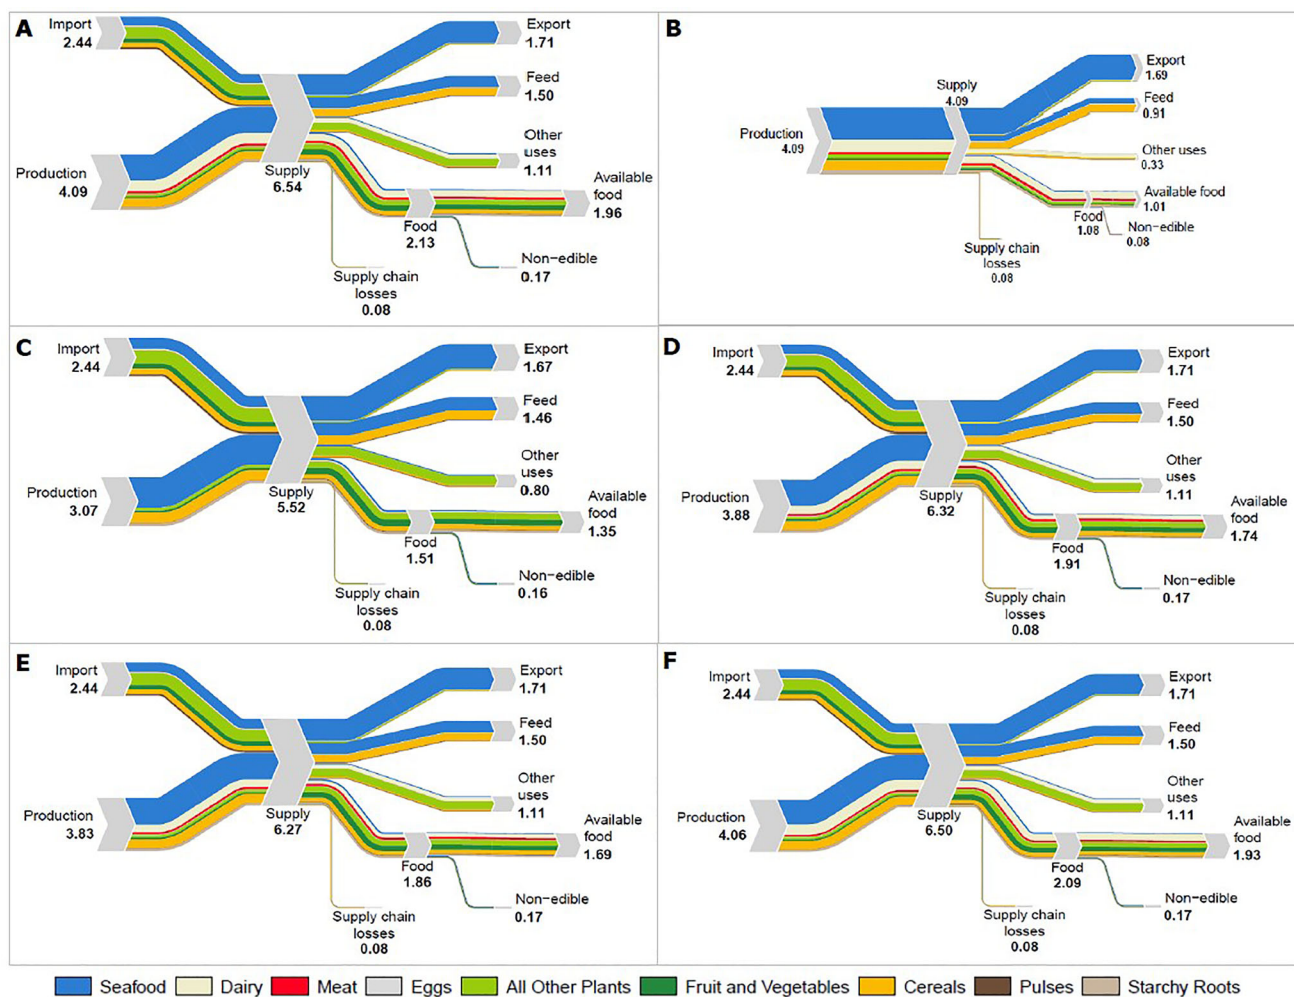 A
Import
2.44
Production
4.09
Supply
6.54
Export
1.71
Feed
1.50
Other
uses
1.11
Available
food
1.96
Food
2.13
Non-edible
0.17
Supply chain
losses
0.08
B
Production
4.09
Supply
4.09
Export
1.69
Feed
0.91
Other uses
0.33
Available food
1.01
Food
1.08
Non-edible
0.08
Supply chain
losses
0.08
C
Import
2.44
Production
3.07
Supply
5.52
Export
1.67
Feed
1.46
Other
uses
0.80
Available
food
1.35
Food
1.51
Non-edible
0.16
Supply chain
losses
0.08
D
Import
2.44
Production
3.88
Supply
6.32
Export
1.71
Feed
1.50
Other
uses
1.11
Available
food
1.74
Food
1.91
Non-edible
0.17
Supply chain
losses
0.08
E
Import
2.44
Production
3.83
Supply
6.27
Export
1.71
Feed
1.50
Other
uses
1.11
Available
food
1.69
Food
1.86
Non-edible
0.17
Supply chain
losses
0.08
F
Import
2.44
Production
4.06
Supply
6.50
Export
1.71
Feed
1.50
Other
uses
1.11
Available
food
1.93
Food
2.09
Non-edible
0.17
Supply chain
losses
0.08
Seafood Dairy Meat Eggs All Other Plants Fruit and Vegetables Cereals Pulses Starchy Roots